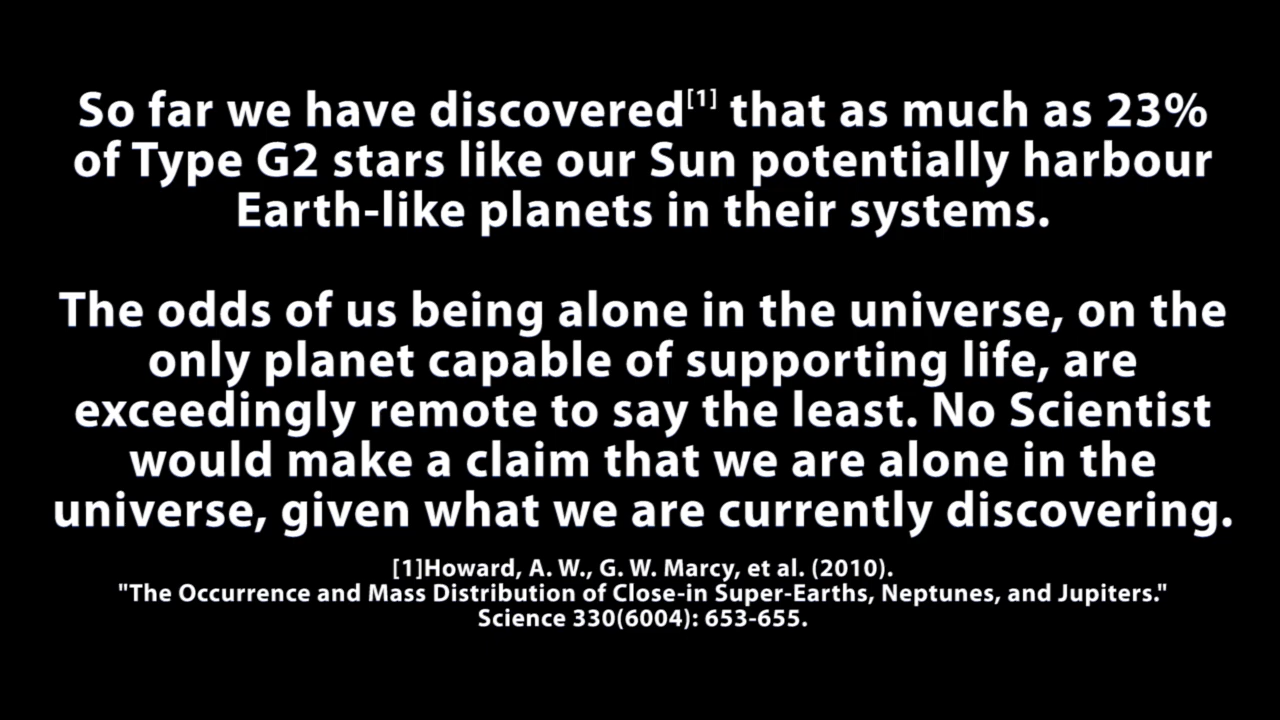 So far we have discovered[1] that as much as 23%
of Type G2 stars like our Sun potentially harbour
Earth-like planets in their systems.
The odds of us being alone in the universe, on the
only planet capable of supporting life, are
exceedingly remote to say the least. No Scientist
would make a claim that we are alone in the
universe, given what we are currently discovering.
[1]Howard, A. W., G. W. Marcy, et al. (2010).
"The Occurrence and Mass Distribution of Close-in Super-Earths, Neptunes, and Jupiters."
Science 330(6004): 653-655.